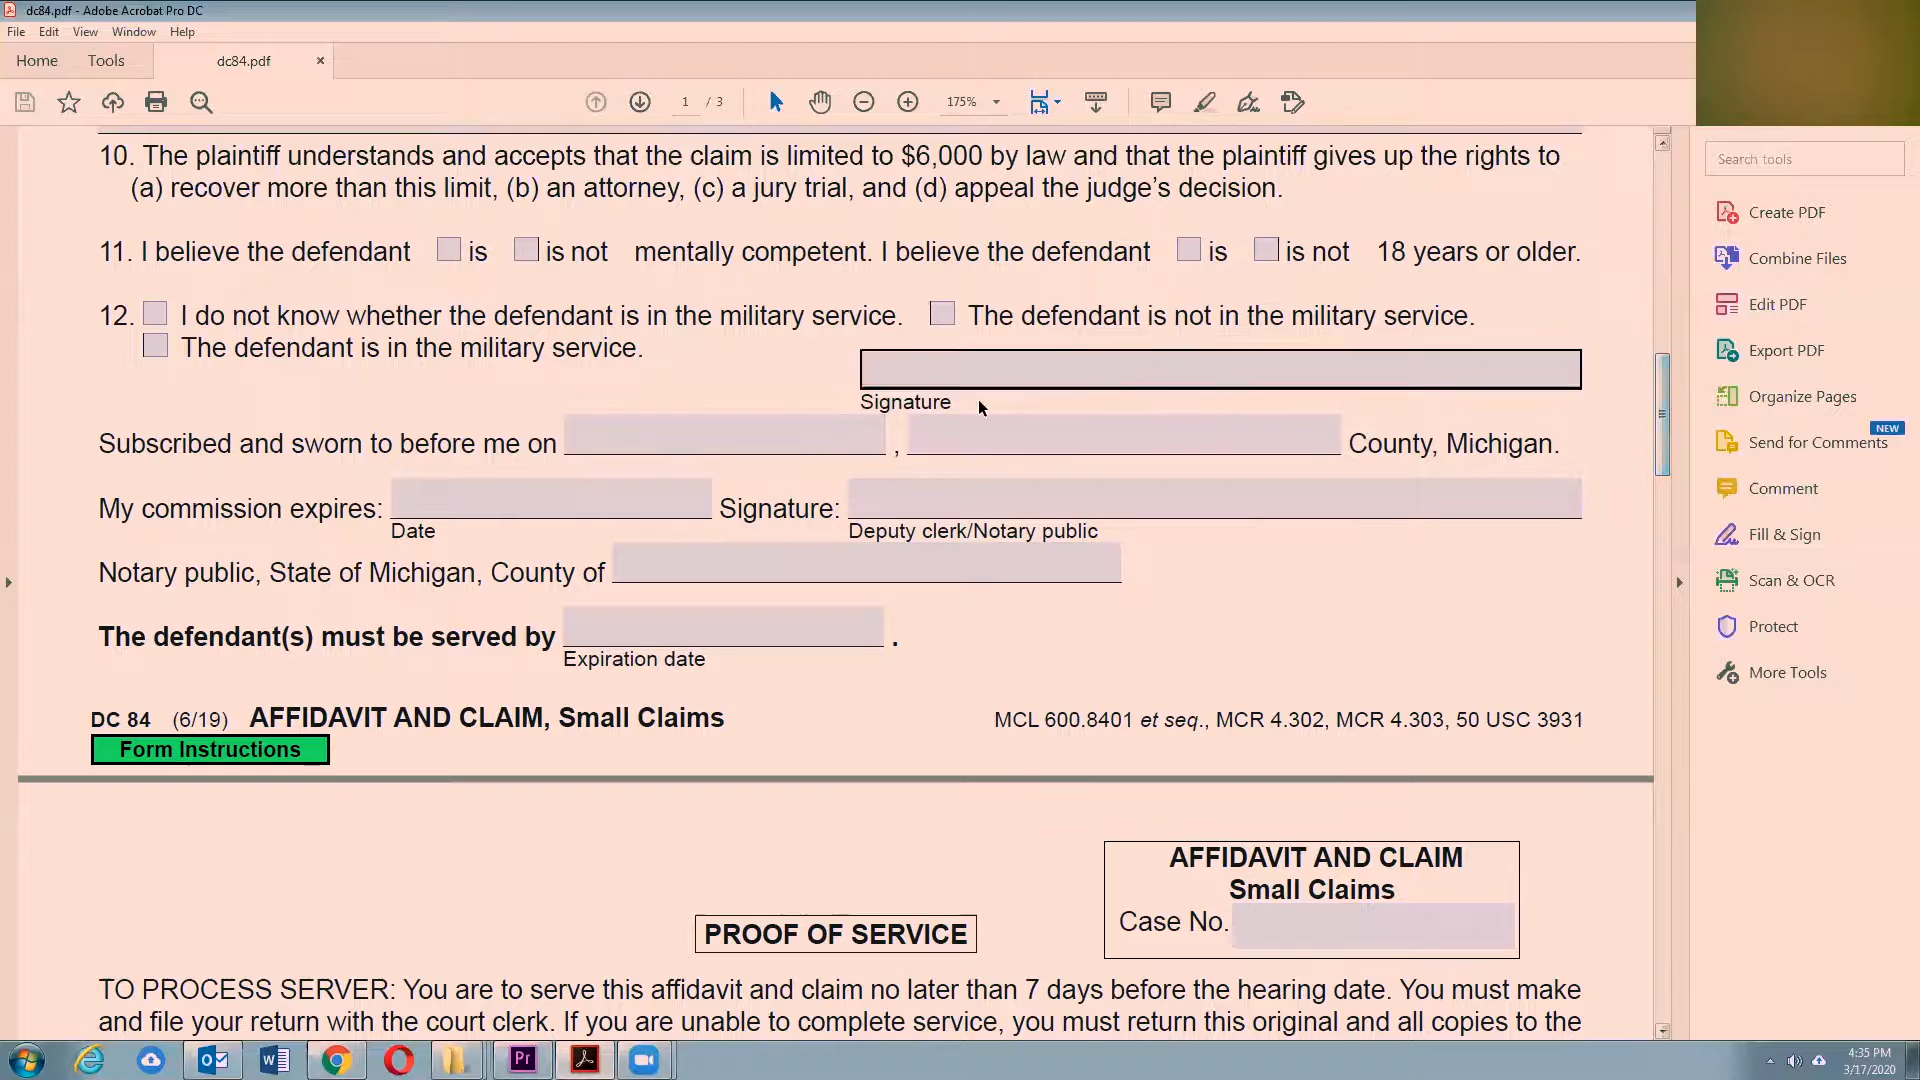 dc84.pdf - Adobe Acrobat Pro DC
File Edit View Window Help
Home Tools dc84.pdf ×
1 / 3 175%
10. The plaintiff understands and accepts that the claim is limited to $6,000 by law and that the plaintiff gives up the rights to
(a) recover more than this limit, (b) an attorney, (c) a jury trial, and (d) appeal the judge's decision.
11. I believe the defendant is is not mentally competent. I believe the defendant is is not 18 years or older.
12. I do not know whether the defendant is in the military service. The defendant is not in the military service.
The defendant is in the military service.
Signature
Subscribed and sworn to before me on , County, Michigan.
My commission expires: Signature:
Date Deputy clerk/Notary public
Notary public, State of Michigan, County of
The defendant(s) must be served by .
Expiration date
DC 84 (6/19) AFFIDAVIT AND CLAIM, Small Claims MCL 600.8401 et seq., MCR 4.302, MCR 4.303, 50 USC 3931
Form Instructions
AFFIDAVIT AND CLAIM
Small Claims
Case No.
PROOF OF SERVICE
TO PROCESS SERVER: You are to serve this affidavit and claim no later than 7 days before the hearing date. You must make
and file your return with the court clerk. If you are unable to complete service, you must return this original and all copies to the
Search tools
Create PDF
Combine Files
Edit PDF
Export PDF
Organize Pages
NEW
Send for Comments
Comment
Fill & Sign
Scan & OCR
Protect
More Tools
Pr
4:35 PM
3/17/2020